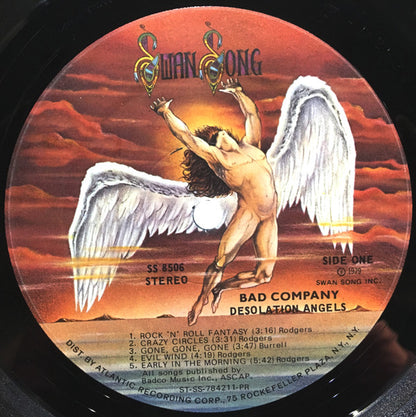 SWAN SONG
SS 8506
STEREO
SIDE ONE
℗ 1979
SWAN SONG INC.
BAD COMPANY
DESOLATION ANGELS
1. ROCK 'N' ROLL FANTASY (3:16) Rodgers
2. CRAZY CIRCLES (3:31) Rodgers
3. GONE, GONE, GONE (3:47) Burrell
4. EVIL WIND (4:19) Rodgers
5. EARLY IN THE MORNING (5:42) Rodgers
All songs published by
Badco Music Inc., ASCAP
ST-SS-784211-PR
DIST. BY ATLANTIC RECORDING CORP., 75 ROCKEFELLER PLAZA, N.Y., N.Y.